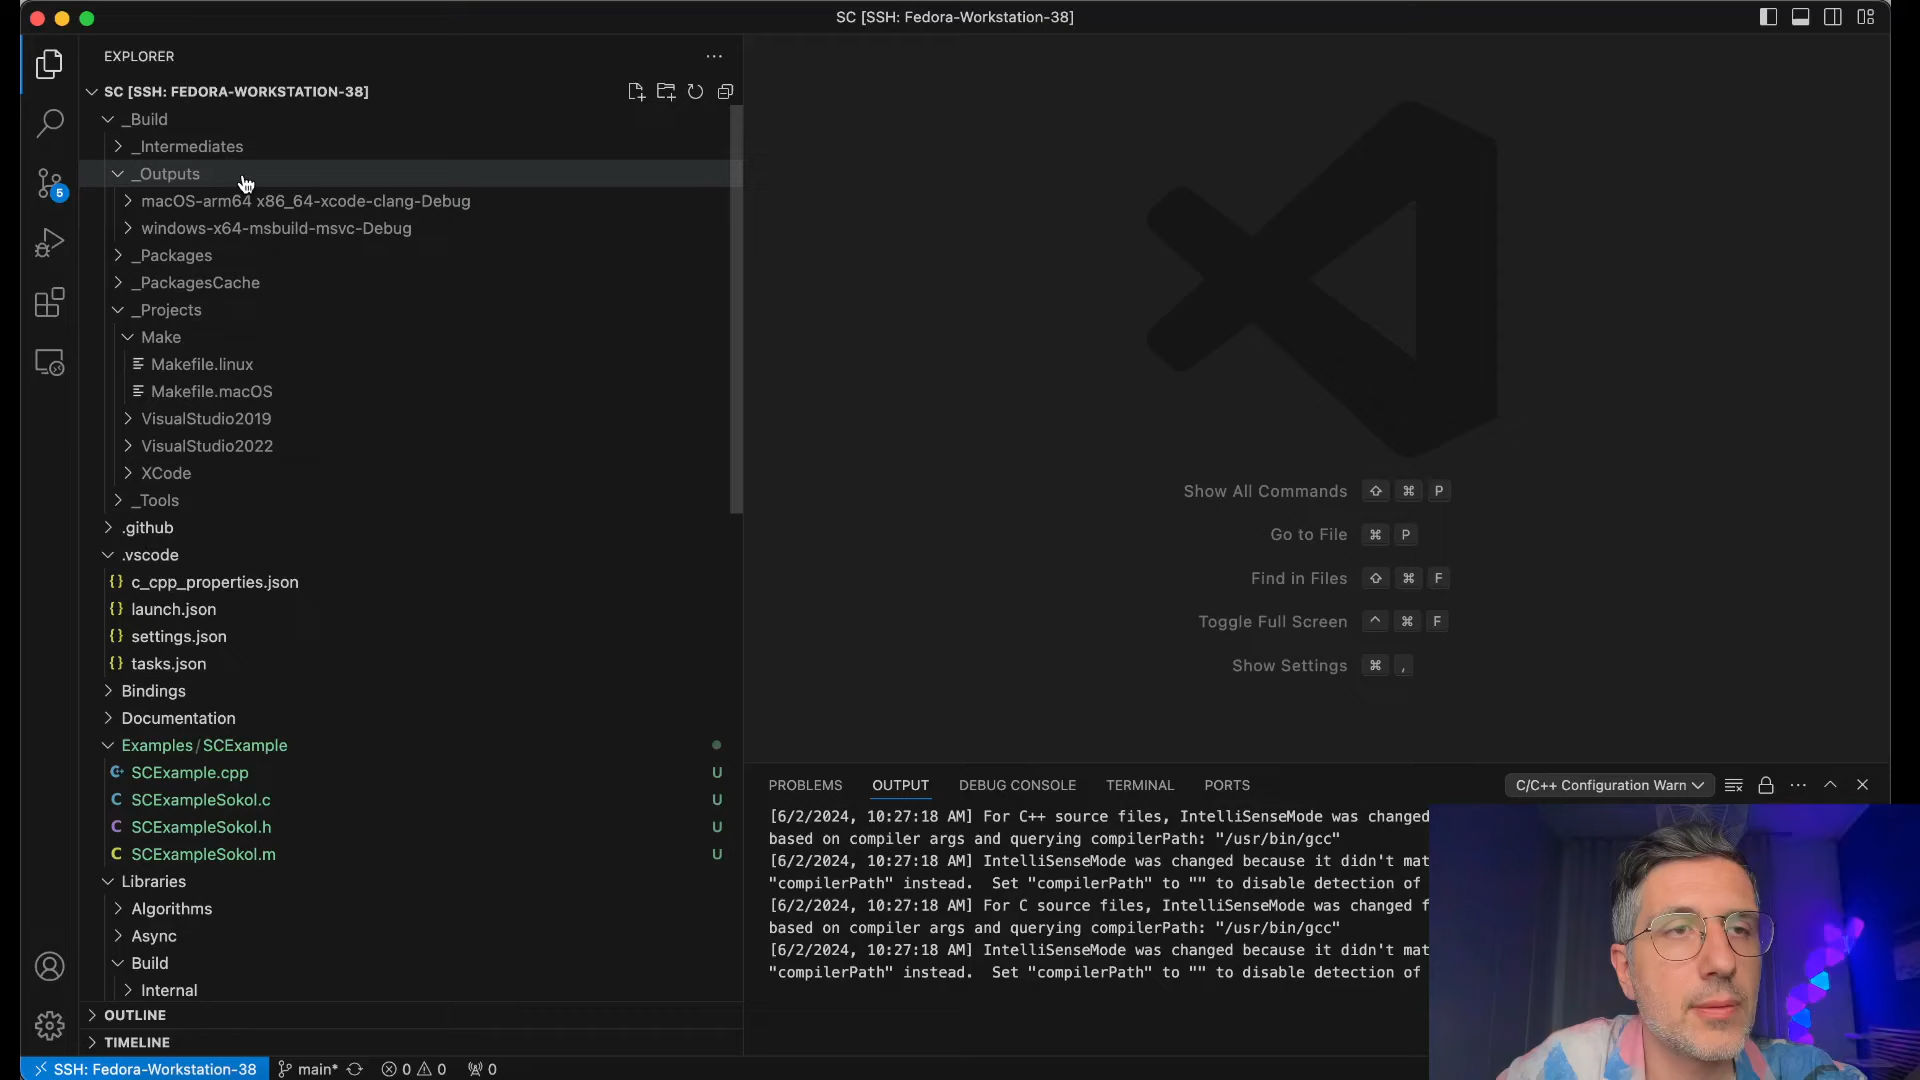 SC [SSH: Fedora-Workstation-38]
EXPLORER
SC [SSH: FEDORA-WORKSTATION-38]
_Build
_Intermediates
_Outputs
macOS-arm64 x86_64-xcode-clang-Debug
windows-x64-msbuild-msvc-Debug
_Packages
_PackagesCache
_Projects
Make
Makefile.linux
Makefile.macOS
VisualStudio2019
VisualStudio2022
XCode
_Tools
.github
.vscode
{} c_cpp_properties.json
{} launch.json
{} settings.json
{} tasks.json
Bindings
Documentation
Examples / SCExample
SCExample.cpp U
C SCExampleSokol.c U
C SCExampleSokol.h U
C SCExampleSokol.m U
Libraries
Algorithms
Async
Build
Internal
OUTLINE
TIMELINE
5
Show All Commands ⇧ ⌘ P
Go to File ⌘ P
Find in Files ⇧ ⌘ F
Toggle Full Screen ^ ⌘ F
Show Settings ⌘ ,
PROBLEMS OUTPUT DEBUG CONSOLE TERMINAL PORTS C/C++ Configuration Warn
[6/2/2024, 10:27:18 AM] For C++ source files, IntelliSenseMode was changed
based on compiler args and querying compilerPath: "/usr/bin/gcc"
[6/2/2024, 10:27:18 AM] IntelliSenseMode was changed because it didn't mat
"compilerPath" instead. Set "compilerPath" to "" to disable detection of
[6/2/2024, 10:27:18 AM] For C source files, IntelliSenseMode was changed f
based on compiler args and querying compilerPath: "/usr/bin/gcc"
[6/2/2024, 10:27:18 AM] IntelliSenseMode was changed because it didn't mat
"compilerPath" instead. Set "compilerPath" to "" to disable detection of
SSH: Fedora-Workstation-38 main* 0 0 0